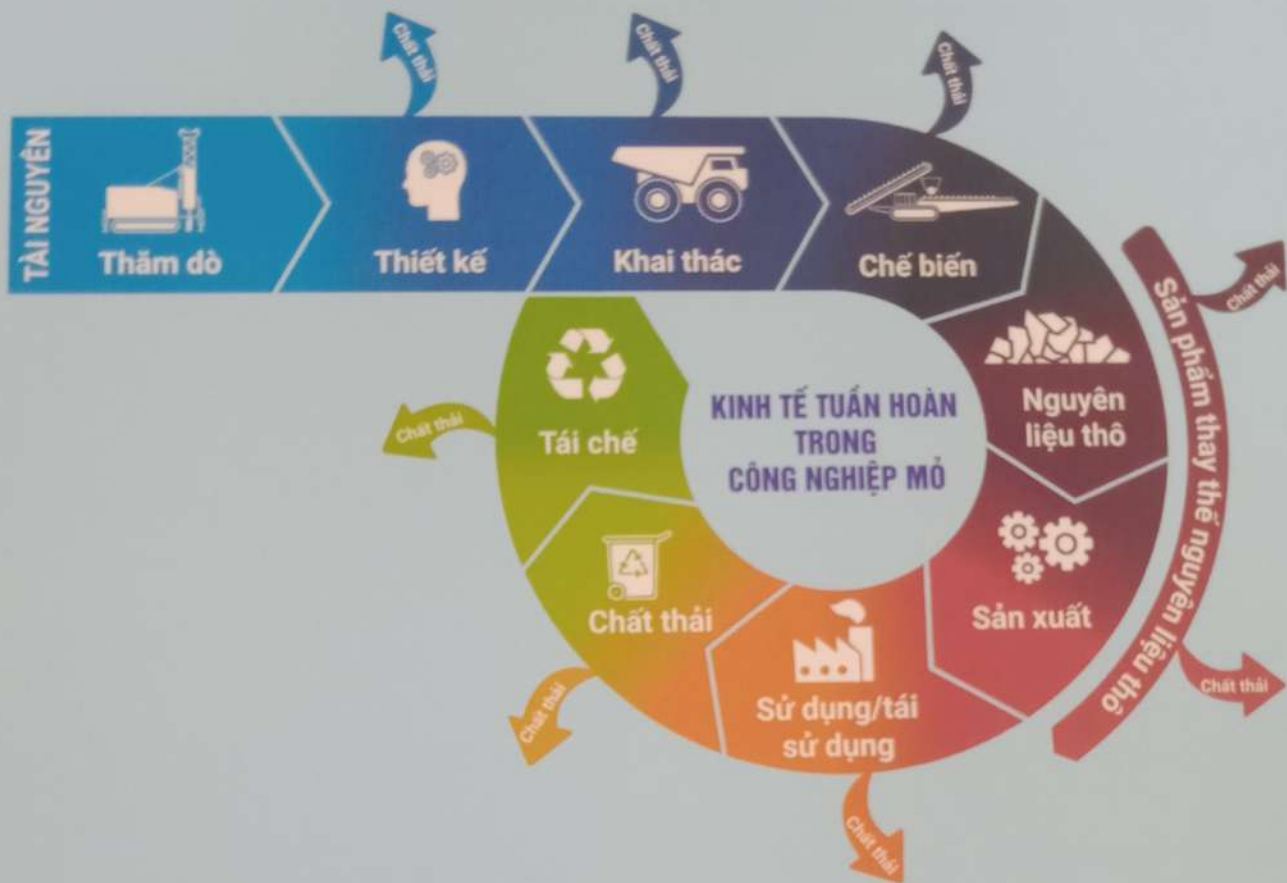 TÀI NGUYÊN
Thăm dò
Thiết kế
Khai thác
Chế biến
Nguyên
liệu thô
Sản xuất
Sử dụng/tái
sử dụng
Chất thải
Tái chế
KINH TẾ TUẦN HOÀN
TRONG
CÔNG NGHIỆP MỎ
Sản phẩm thay thế nguyên liệu thô
Chất thải
Chất thải
Chất thải
Chất thải
Chất thải
Chất thải
Chất thải
Chất thải